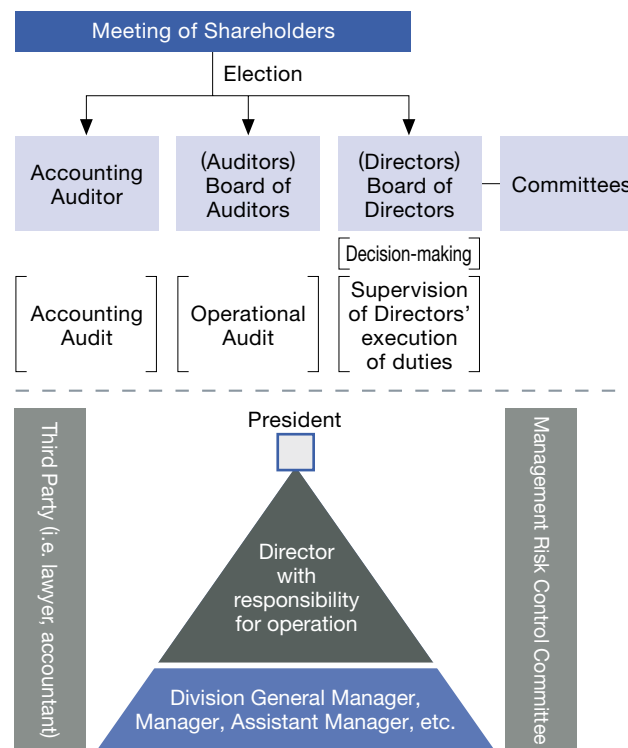 Meeting of Shareholders
Election
Accounting
Auditor
(Auditors)
Board of
Auditors
(Directors)
Board of
Directors
Committees
[Decision-making]
Accounting
Audit
Operational
Audit
Supervision
of Directors’
execution
of duties
President
Third Party (i.e. lawyer, accountant)
Director
with
responsibility
for operation
Management Risk Control Committee
Division General Manager,
Manager, Assistant Manager, etc.